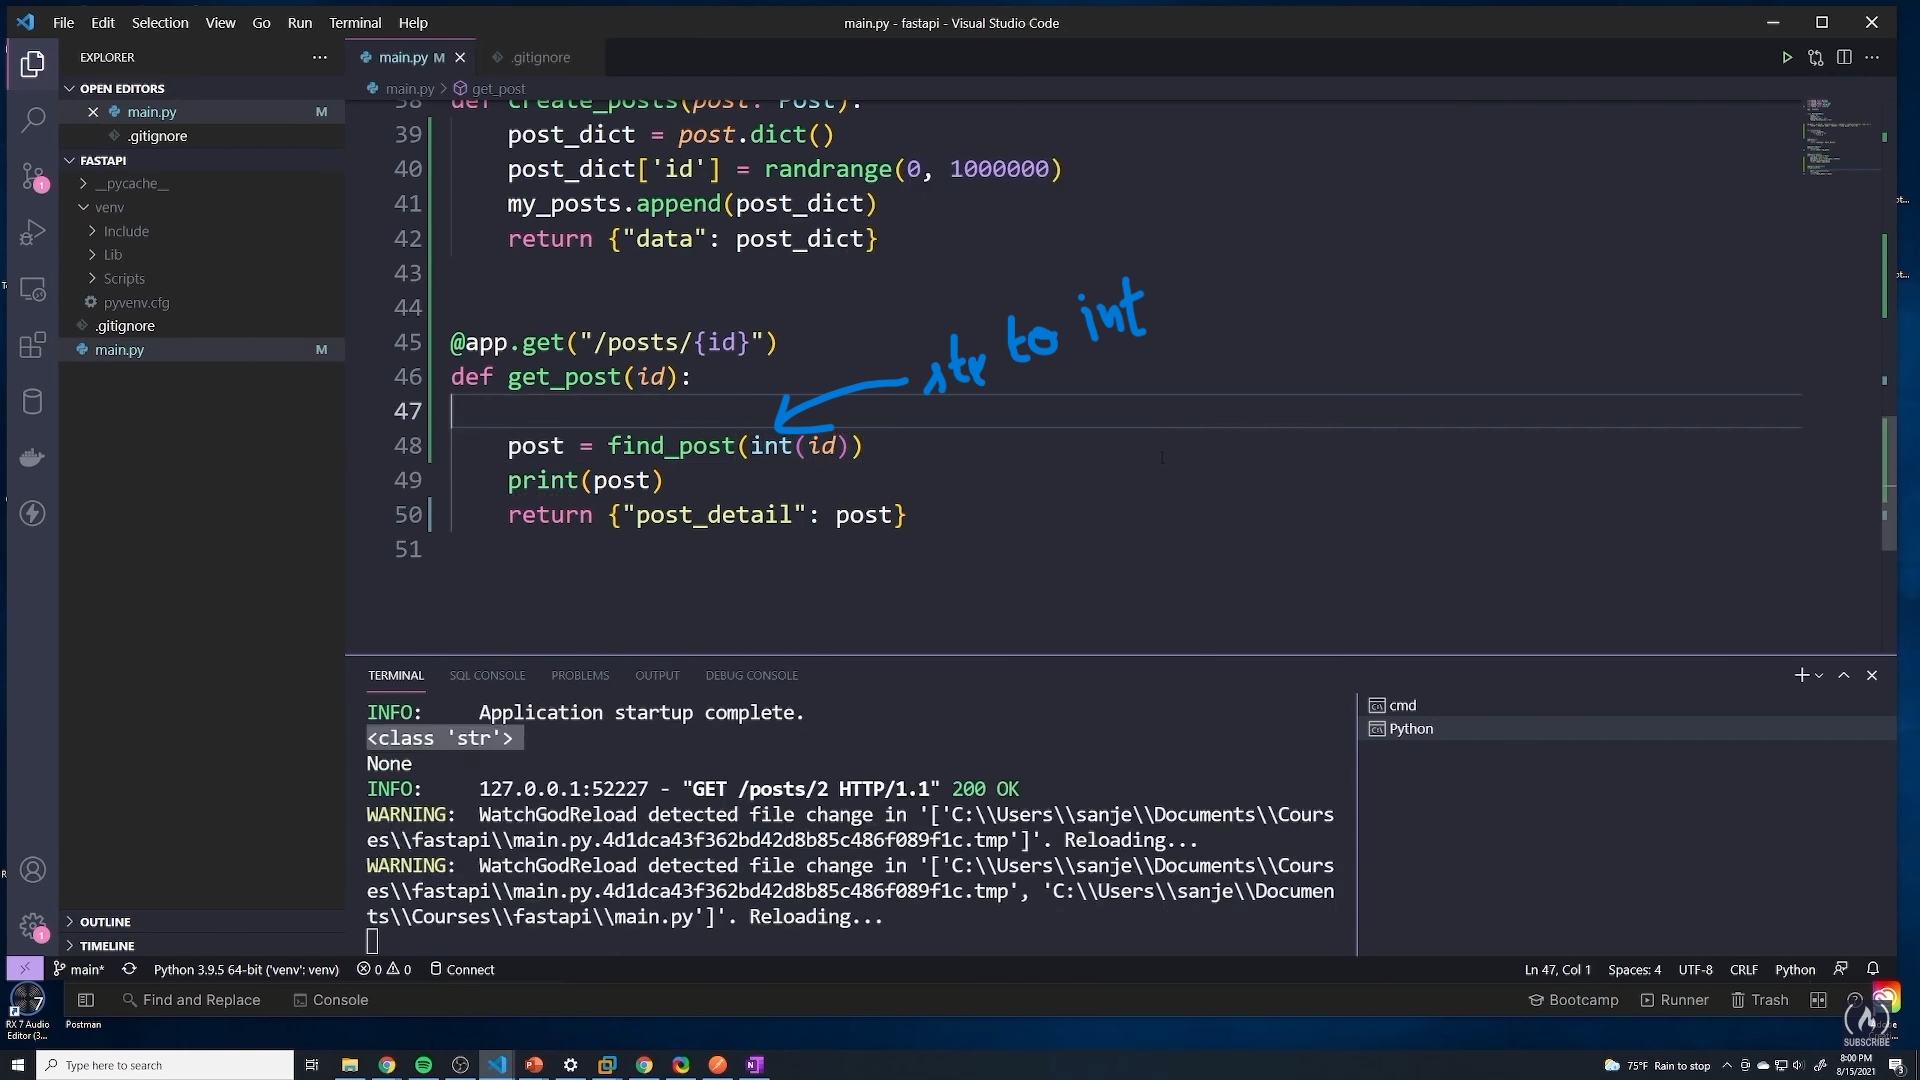 File Edit Selection View Go Run Terminal Help
main.py - fastapi - Visual Studio Code
EXPLORER
OPEN EDITORS
main.py M
.gitignore
FASTAPI
__pycache__
venv
Include
Lib
Scripts
pyvenv.cfg
.gitignore
main.py M
OUTLINE
TIMELINE
main.py M
.gitignore
main.py > get_post
38 def create_posts(post: Post):
39 post_dict = post.dict()
40 post_dict['id'] = randrange(0, 1000000)
41 my_posts.append(post_dict)
42 return {"data": post_dict}
43
44
45 @app.get("/posts/{id}")
46 def get_post(id):
47
48 post = find_post(int(id))
49 print(post)
50 return {"post_detail": post}
51
str to int
TERMINAL SQL CONSOLE PROBLEMS OUTPUT DEBUG CONSOLE
INFO: Application startup complete.
<class 'str'>
None
INFO: 127.0.0.1:52227 - "GET /posts/2 HTTP/1.1" 200 OK
WARNING: WatchGodReload detected file change in '['C:\\Users\\sanje\\Documents\\Cours
es\\fastapi\\main.py.4d1dca43f362bd42d8b85c486f089f1c.tmp']'. Reloading...
WARNING: WatchGodReload detected file change in '['C:\\Users\\sanje\\Documents\\Cours
es\\fastapi\\main.py.4d1dca43f362bd42d8b85c486f089f1c.tmp', 'C:\\Users\\sanje\\Documen
ts\\Courses\\fastapi\\main.py']'. Reloading...
cmd
Python
main* Python 3.9.5 64-bit ('venv': venv) 0 0 Connect
Ln 47, Col 1 Spaces: 4 UTF-8 CRLF Python
Find and Replace Console
Bootcamp Runner Trash
RX 7 Audio
Editor (3...
Postman
SUBSCRIBE
Type here to search
75°F Rain to stop
8:00 PM
8/15/2021